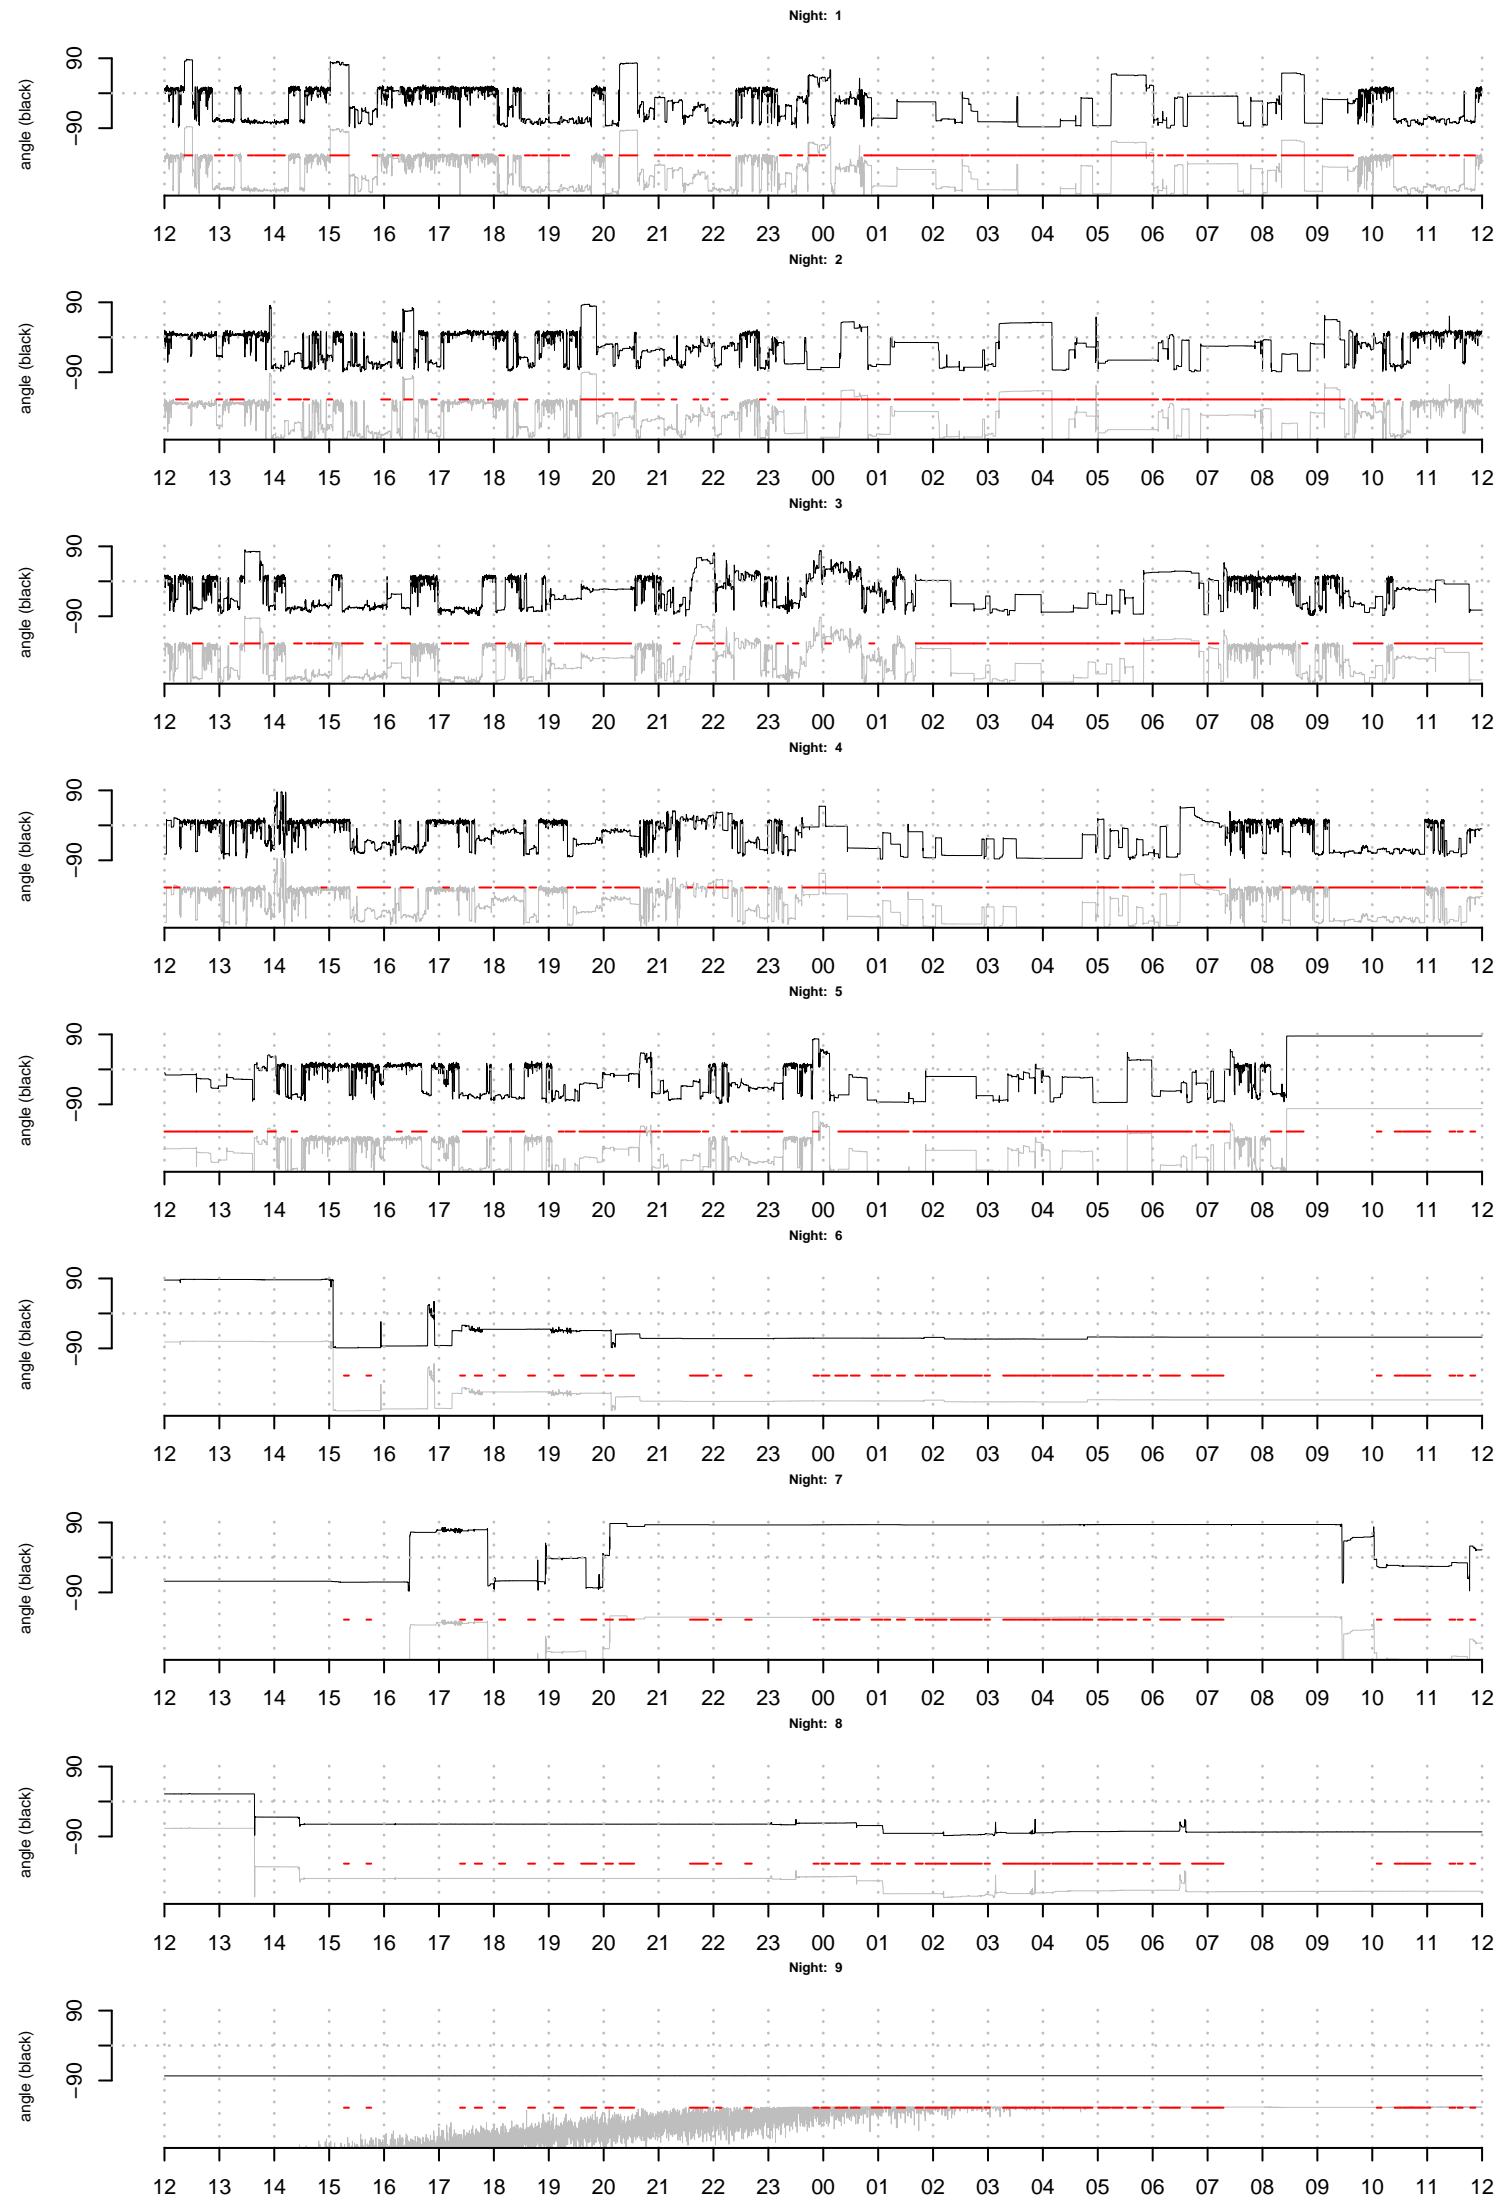 Night: 1
90
-90
angle (black)
12 13 14 15 16 17 18 19 20 21 22 23 00 01 02 03 04 05 06 07 08 09 10 11 12
Night: 2
90
-90
angle (black)
12 13 14 15 16 17 18 19 20 21 22 23 00 01 02 03 04 05 06 07 08 09 10 11 12
Night: 3
90
-90
angle (black)
12 13 14 15 16 17 18 19 20 21 22 23 00 01 02 03 04 05 06 07 08 09 10 11 12
Night: 4
90
-90
angle (black)
12 13 14 15 16 17 18 19 20 21 22 23 00 01 02 03 04 05 06 07 08 09 10 11 12
Night: 5
90
-90
angle (black)
12 13 14 15 16 17 18 19 20 21 22 23 00 01 02 03 04 05 06 07 08 09 10 11 12
Night: 6
90
-90
angle (black)
12 13 14 15 16 17 18 19 20 21 22 23 00 01 02 03 04 05 06 07 08 09 10 11 12
Night: 7
90
-90
angle (black)
12 13 14 15 16 17 18 19 20 21 22 23 00 01 02 03 04 05 06 07 08 09 10 11 12
Night: 8
90
-90
angle (black)
12 13 14 15 16 17 18 19 20 21 22 23 00 01 02 03 04 05 06 07 08 09 10 11 12
Night: 9
90
-90
angle (black)
12 13 14 15 16 17 18 19 20 21 22 23 00 01 02 03 04 05 06 07 08 09 10 11 12